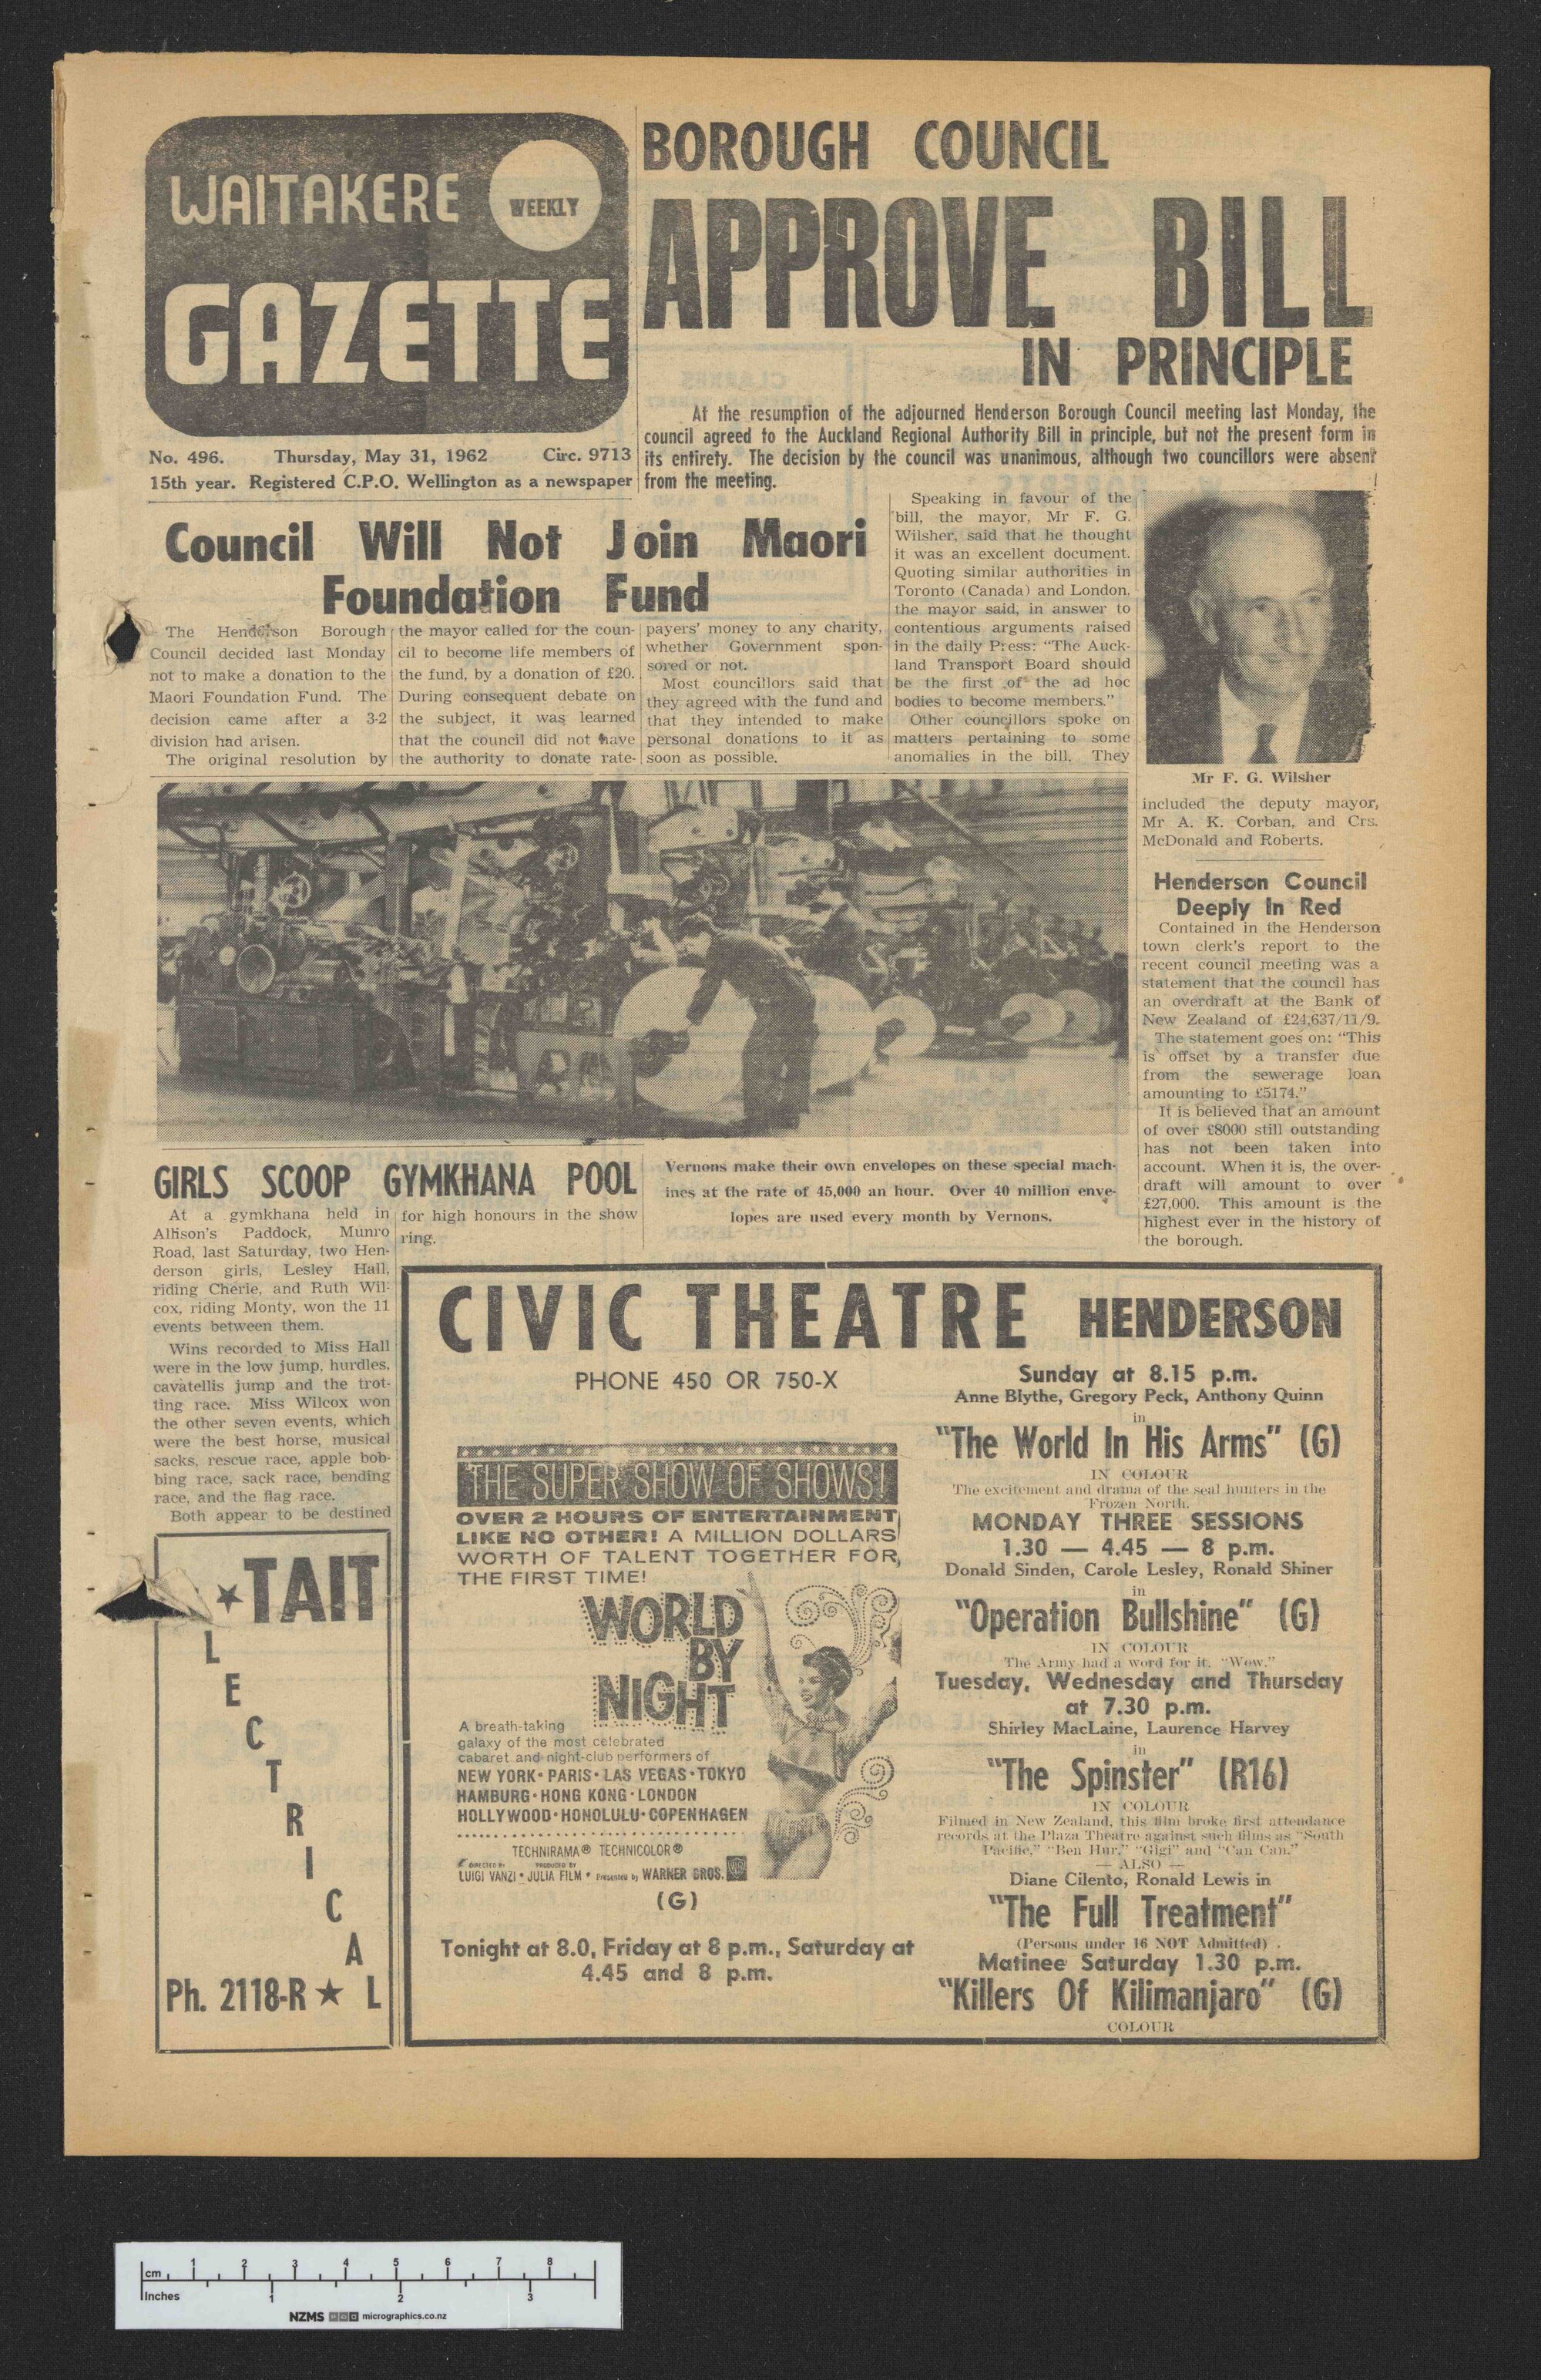 WAITAKERE
WEEKLY
GAZETTE
No. 496. Thursday, May 31, 1962 Circ. 9713
15th year. Registered C.P.O. Wellington as a newspaper
BOROUGH COUNCIL
APPROVE BILL
IN PRINCIPLE
At the resumption of the adjourned Henderson Borough Council meeting last Monday, the
council agreed to the Auckland Regional Authority Bill in principle, but not the present form in
its entirety. The decision by the council was unanimous, although two councillors were absent
from the meeting.
Speaking in favour of the
bill, the mayor, Mr F. G.
Wilsher, said that he thought
it was an excellent document.
Quoting similar authorities in
Toronto (Canada) and London,
the mayor said, in answer to
contentious arguments raised
in the daily Press: "The Auck-
land Transport Board should
be the first of the ad hoc
bodies to become members."
Other councillors spoke on
matters pertaining to some
anomalies in the bill. They
Mr F. G. Wilsher
included the deputy mayor,
Mr A. K. Corban, and Crs.
McDonald and Roberts.
Council Will Not Join Maori
Foundation Fund
The Henderson Borough
Council decided last Monday
not to make a donation to the
Maori Foundation Fund. The
decision came after a 3-2
division had arisen.
The original resolution by
the mayor called for the coun-
cil to become life members of
the fund, by a donation of £20.
During consequent debate on
the subject, it was learned
that the council did not have
the authority to donate rate-
payers' money to any charity,
whether Government spon-
sored or not.
Most councillors said that
they agreed with the fund and
that they intended to make
personal donations to it as
soon as possible.
Henderson Council
Deeply In Red
Contained in the Henderson
town clerk's report to the
recent council meeting was a
statement that the council has
an overdraft at the Bank of
New Zealand of £24,637/11/9.
The statement goes on: "This
is offset by a transfer due
from the sewerage loan
amounting to £5174."
It is believed that an amount
of over £8000 still outstanding
has not been taken into
account. When it is, the over-
draft will amount to over
£27,000. This amount is the
highest ever in the history of
the borough.
Vernons make their own envelopes on these special mach-
ines at the rate of 45,000 an hour. Over 40 million enve-
lopes are used every month by Vernons.
GIRLS SCOOP GYMKHANA POOL
At a gymkhana held in
Allison's Paddock, Munro
Road, last Saturday, two Hen-
derson girls, Lesley Hall,
riding Cherie, and Ruth Wil-
cox, riding Monty, won the 11
events between them.
Wins recorded to Miss Hall
were in the low jump, hurdles,
cavatellis jump and the trot-
ting race. Miss Wilcox won
the other seven events, which
were the best horse, musical
sacks, rescue race, apple bob-
bing race, sack race, bending
race, and the flag race.
Both appear to be destined
for high honours in the show
ring.
★TAIT
L
E
C
T
R
I
C
A
Ph. 2118-R ★ L
CIVIC THEATRE HENDERSON
PHONE 450 OR 750-X
THE SUPER SHOW OF SHOWS!
OVER 2 HOURS OF ENTERTAINMENT
LIKE NO OTHER! A MILLION DOLLARS
WORTH OF TALENT TOGETHER FOR
THE FIRST TIME!
WORLD
BY
NIGHT
A breath-taking
galaxy of the most celebrated
cabaret and night-club performers of
NEW YORK • PARIS • LAS VEGAS • TOKYO
HAMBURG • HONG KONG • LONDON
HOLLYWOOD • HONOLULU • COPENHAGEN
TECHNIRAMA® TECHNICOLOR®
DIRECTED BY PRODUCED BY
LUIGI VANZI • JULIA FILM • Presented by WARNER BROS.
(G)
Tonight at 8.0, Friday at 8 p.m., Saturday at
4.45 and 8 p.m.
Sunday at 8.15 p.m.
Anne Blythe, Gregory Peck, Anthony Quinn
in
"The World In His Arms" (G)
IN COLOUR
The excitement and drama of the seal hunters in the
Frozen North.
MONDAY THREE SESSIONS
1.30 — 4.45 — 8 p.m.
Donald Sinden, Carole Lesley, Ronald Shiner
in
"Operation Bullshine" (G)
IN COLOUR
The Army had a word for it. "Wow."
Tuesday, Wednesday and Thursday
at 7.30 p.m.
Shirley MacLaine, Laurence Harvey
in
"The Spinster" (R16)
IN COLOUR
Filmed in New Zealand, this film broke first attendance
records at the Plaza Theatre against such films as "South
Pacific," "Ben Hur," "Gigi" and "Can Can."
— ALSO —
Diane Cilento, Ronald Lewis in
"The Full Treatment"
(Persons under 16 NOT Admitted)
Matinee Saturday 1.30 p.m.
"Killers Of Kilimanjaro" (G)
COLOUR
cm 1 2 3 4 5 6 7 8
Inches 1 2 3
NZMS micrographics.co.nz